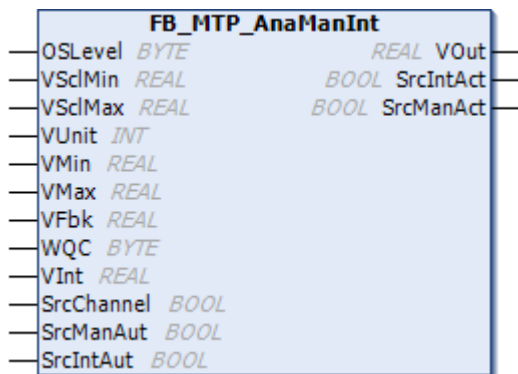 FB_MTP_AnaManInt
OSLevel BYTE REAL VOut
VSclMin REAL BOOL SrcIntAct
VSclMax REAL BOOL SrcManAct
VUnit INT
VMin REAL
VMax REAL
VFbk REAL
WQC BYTE
VInt REAL
SrcChannel BOOL
SrcManAut BOOL
SrcIntAut BOOL